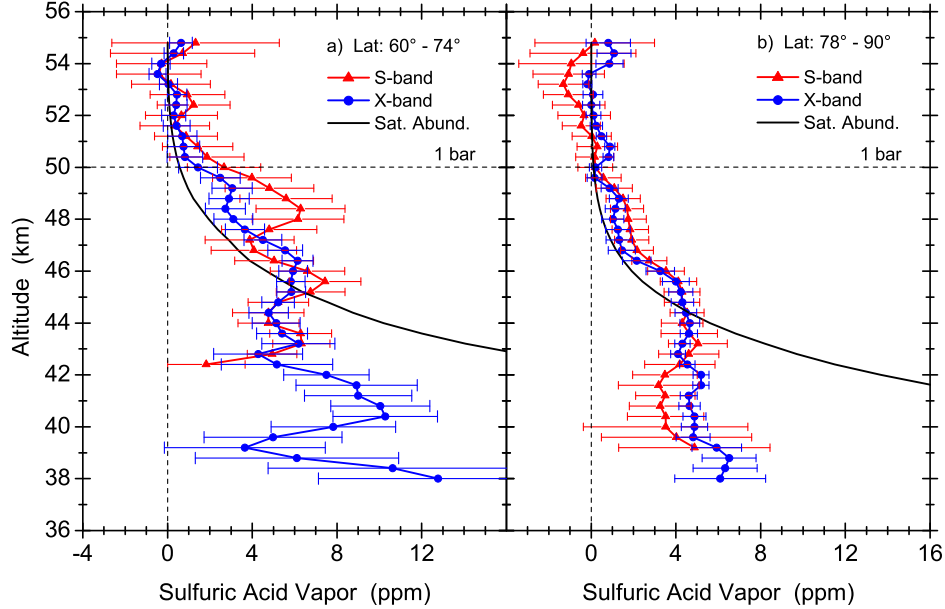 56
54
52
50
48
46
44
42
40
38
36
Altitude (km)
a) Lat: 60° - 74°
S-band
X-band
Sat. Abund.
1 bar
-4 0 4 8 12
Sulfuric Acid Vapor (ppm)
b) Lat: 78° - 90°
S-band
X-band
Sat. Abund.
1 bar
0 4 8 12 16
Sulfuric Acid Vapor (ppm)